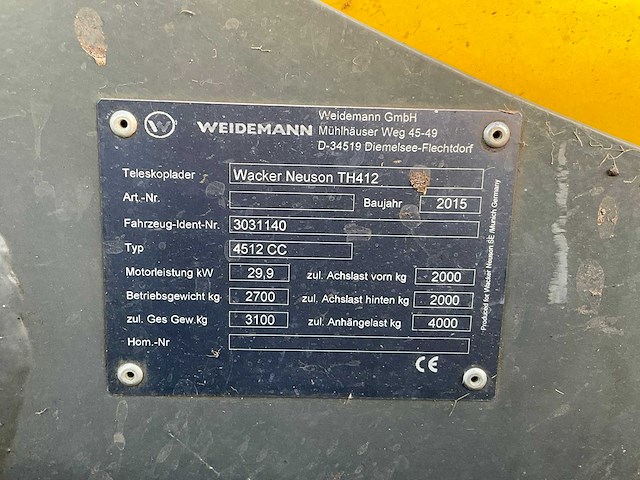 WEIDEMANN
Weidemann GmbH
Mühlhäuser Weg 45-49
D-34519 Diemelsee-Flechtdorf
Teleskoplader Wacker Neuson TH412
Art.-Nr. Baujahr 2015
Fahrzeug-Ident-Nr. 3031140
Typ 4512 CC
Motorleistung kW 29,9 zul. Achslast vorn kg 2000
Betriebsgewicht kg 2700 zul. Achslast hinten kg 2000
zul. Ges Gew.kg 3100 zul. Anhängelast kg 4000
Hom.-Nr
CE
Produced for Wacker Neuson SE /Munich Germany